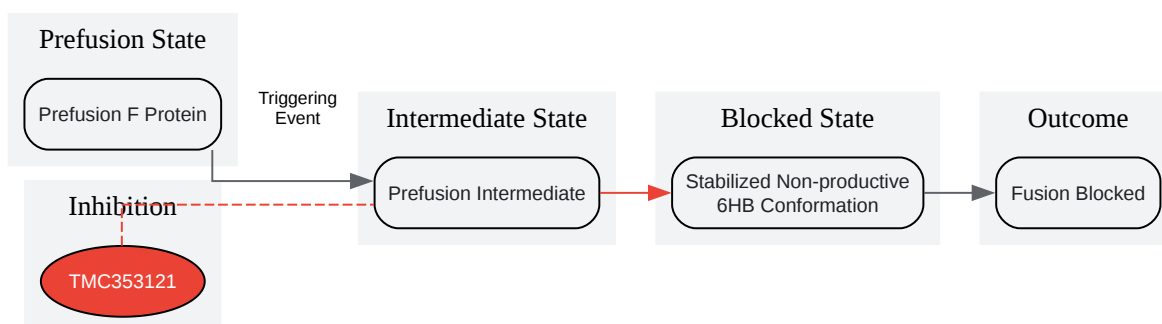 Prefusion State
Prefusion F Protein
Triggering
Event
Intermediate State
Prefusion Intermediate
Blocked State
Stabilized Non-productive
6HB Conformation
Outcome
Fusion Blocked
Inhibition
TMC353121